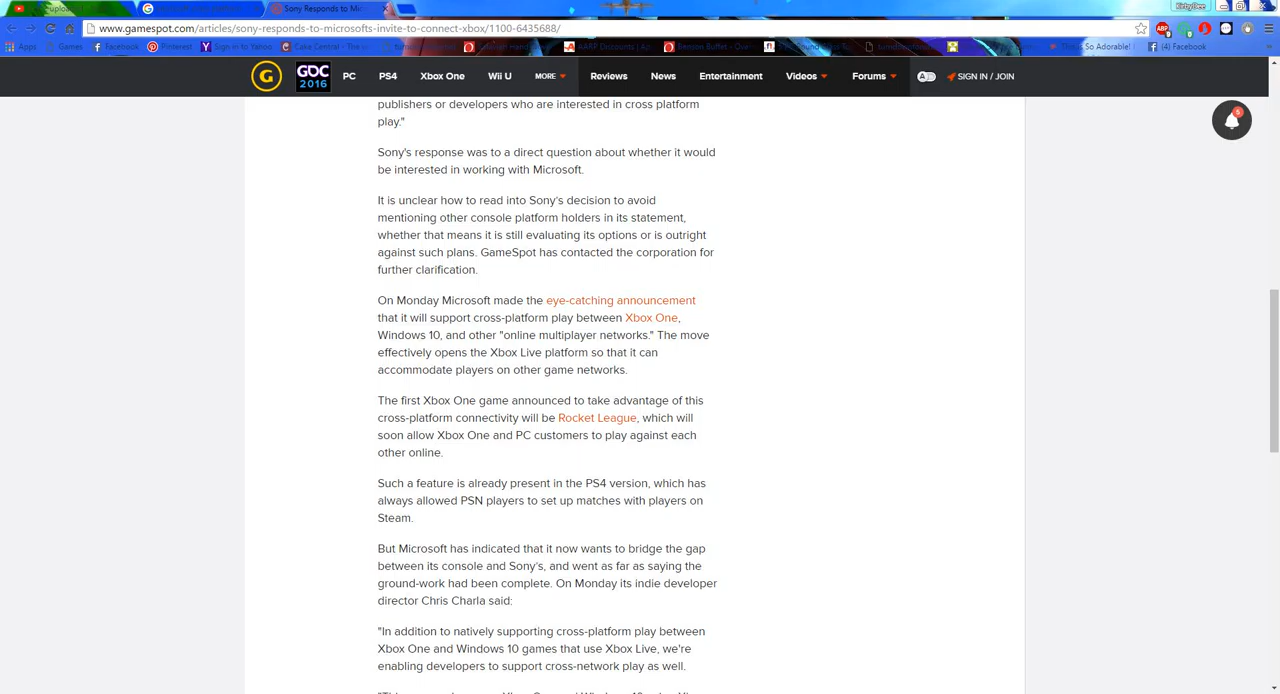 uploaded
Sony Responds to Micr
KirbyBee
www.gamespot.com/articles/sony-responds-to-microsofts-invite-to-connect-xbox/1100-6435688/
Apps Games Facebook Pinterest Sign in to Yahoo Cake Central - The AARP Discounts | Benson Buffet - Ove This Is So Adorable! (4) Facebook
G GDC 2016 PC PS4 Xbox One Wii U MORE Reviews News Entertainment Videos Forums SIGN IN / JOIN
5
publishers or developers who are interested in cross platform
play."
Sony's response was to a direct question about whether it would
be interested in working with Microsoft.
It is unclear how to read into Sony's decision to avoid
mentioning other console platform holders in its statement,
whether that means it is still evaluating its options or is outright
against such plans. GameSpot has contacted the corporation for
further clarification.
On Monday Microsoft made the eye-catching announcement
that it will support cross-platform play between Xbox One,
Windows 10, and other "online multiplayer networks." The move
effectively opens the Xbox Live platform so that it can
accommodate players on other game networks.
The first Xbox One game announced to take advantage of this
cross-platform connectivity will be Rocket League, which will
soon allow Xbox One and PC customers to play against each
other online.
Such a feature is already present in the PS4 version, which has
always allowed PSN players to set up matches with players on
Steam.
But Microsoft has indicated that it now wants to bridge the gap
between its console and Sony's, and went as far as saying the
ground-work had been complete. On Monday its indie developer
director Chris Charla said:
"In addition to natively supporting cross-platform play between
Xbox One and Windows 10 games that use Xbox Live, we're
enabling developers to support cross-network play as well.